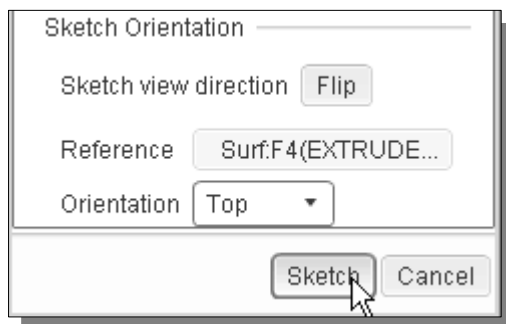 Sketch Orientation
Sketch view direction Flip
Reference Surf:F4(EXTRUDE...
Orientation Top
Sketch Cancel